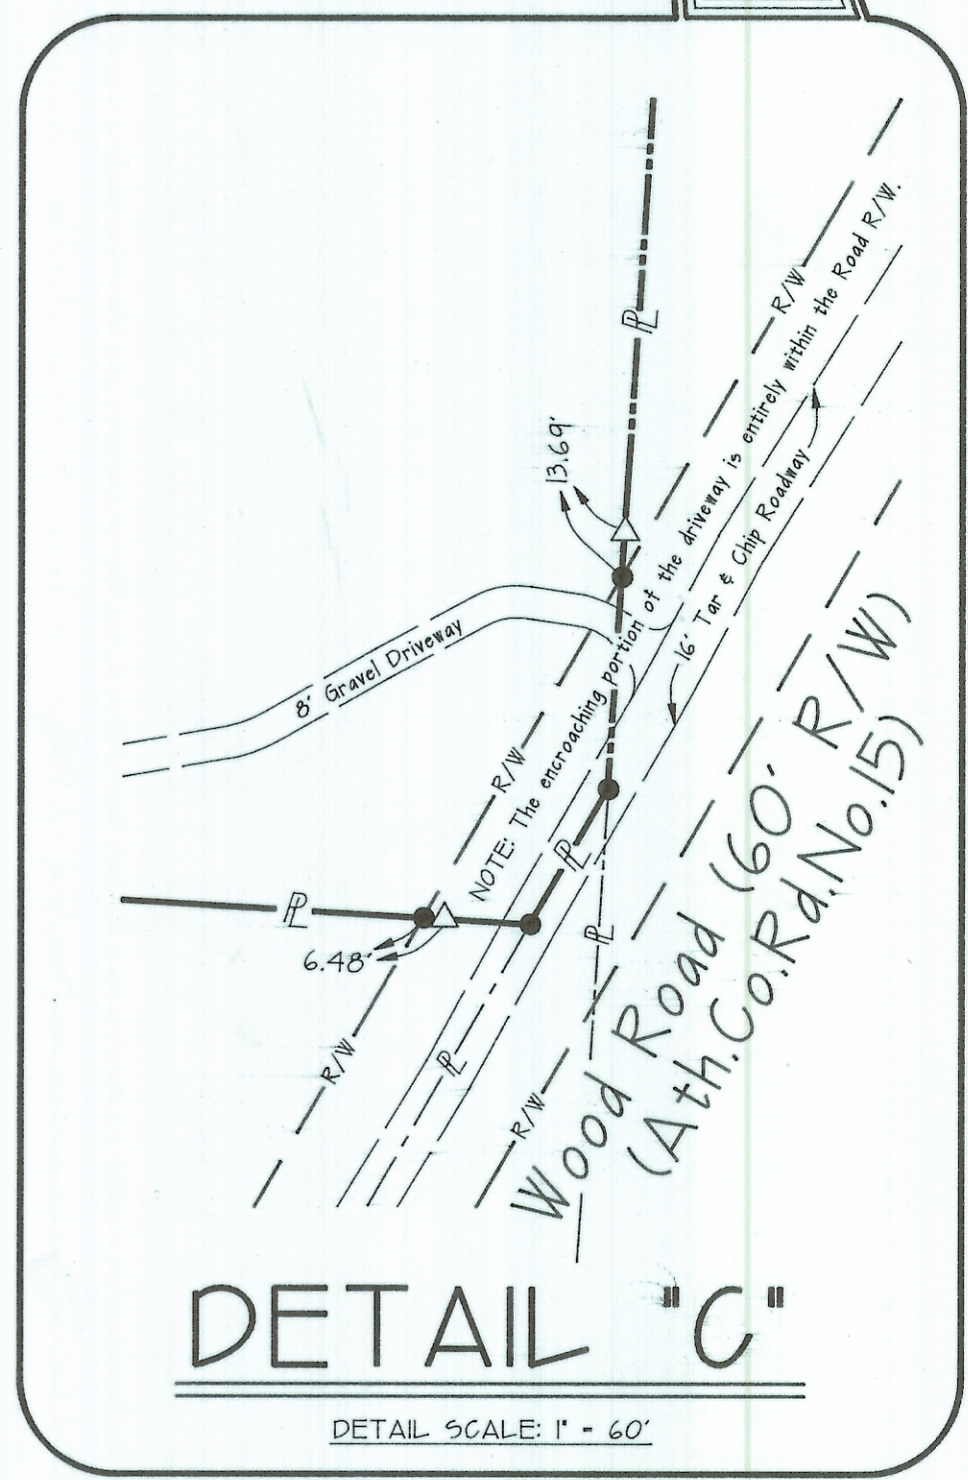 PL
R/W
NOTE: The encroaching portion of the driveway is entirely within the Road R/W.
13.69'
16' Tar & Chip Roadway
8' Gravel Driveway
R/W
PL
PL
6.48'
PL
R/W
PL
R/W
Wood Road (60' R/W)
(Ath.Co.Rd.No.15)
DETAIL "C"
DETAIL SCALE: 1" = 60'